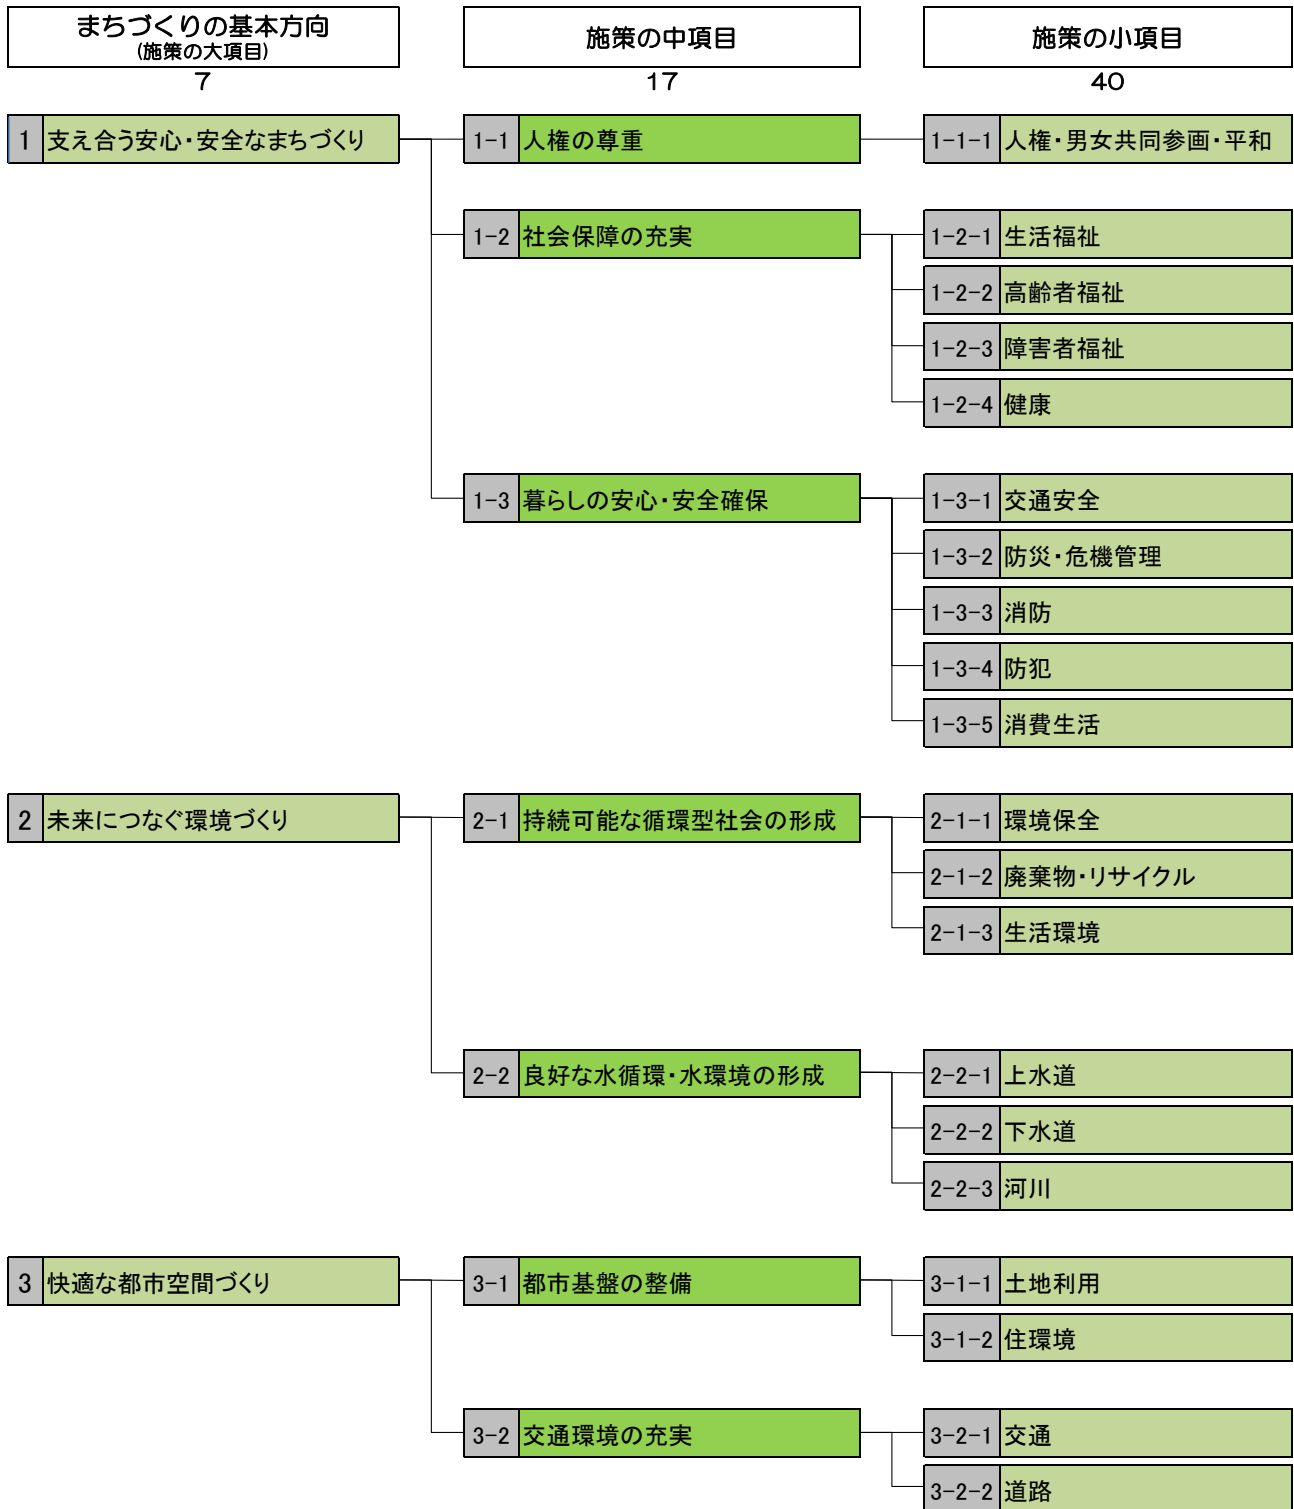 まちづくりの基本方向
(施策の大項目)
施策の中項目
施策の小項目
7
17
40
1 支え合う安心・安全なまちづくり
1-1 人権の尊重
1-1-1 人権・男女共同参画・平和
1-2 社会保障の充実
1-2-1 生活福祉
1-2-2 高齢者福祉
1-2-3 障害者福祉
1-2-4 健康
1-3 暮らしの安心・安全確保
1-3-1 交通安全
1-3-2 防災・危機管理
1-3-3 消防
1-3-4 防犯
1-3-5 消費生活
2 未来につなぐ環境づくり
2-1 持続可能な循環型社会の形成
2-1-1 環境保全
2-1-2 廃棄物・リサイクル
2-1-3 生活環境
2-2 良好な水循環・水環境の形成
2-2-1 上水道
2-2-2 下水道
2-2-3 河川
3 快適な都市空間づくり
3-1 都市基盤の整備
3-1-1 土地利用
3-1-2 住環境
3-2 交通環境の充実
3-2-1 交通
3-2-2 道路